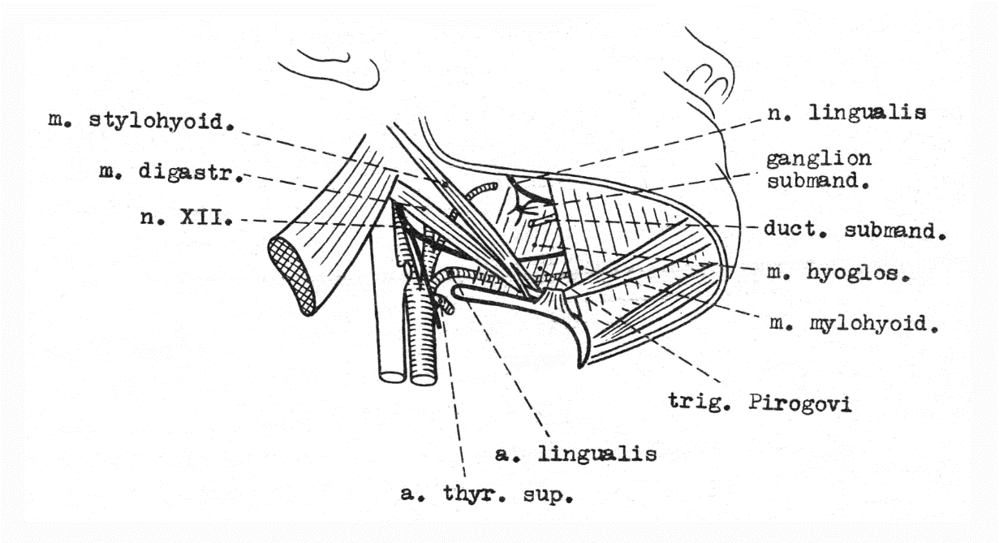 m. stylohyoid.
m. digastr.
n. XII.
n. lingualis
ganglion
submand.
duct. submand.
m. hyoglos.
m. mylohyoid.
trig. Pirogovi
a. lingualis
a. thyr. sup.